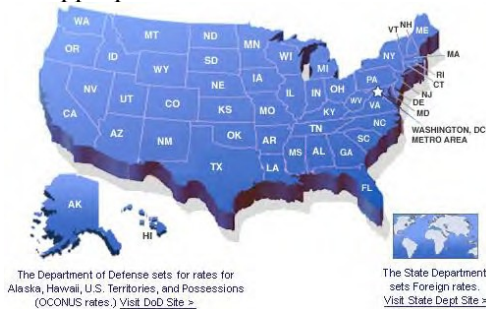 WA
MT
ND
MN
VT
NH
ME
OR
ID
SD
WI
MI
NY
MA
WY
IA
PA
RI
CT
NV
NE
IL
IN
OH
NJ
DE
UT
CO
WV
VA
MD
CA
KS
MO
KY
WASHINGTON, DC
METRO AREA
AZ
NM
OK
AR
TN
NC
SC
TX
LA
MS
AL
GA
FL
AK
HI
The Department of Defense sets for rates for
Alaska, Hawaii, U.S. Territories, and Possessions
(OCONUS rates.) Visit DoD Site >
The State Department
sets Foreign rates.
Visit State Dept Site >